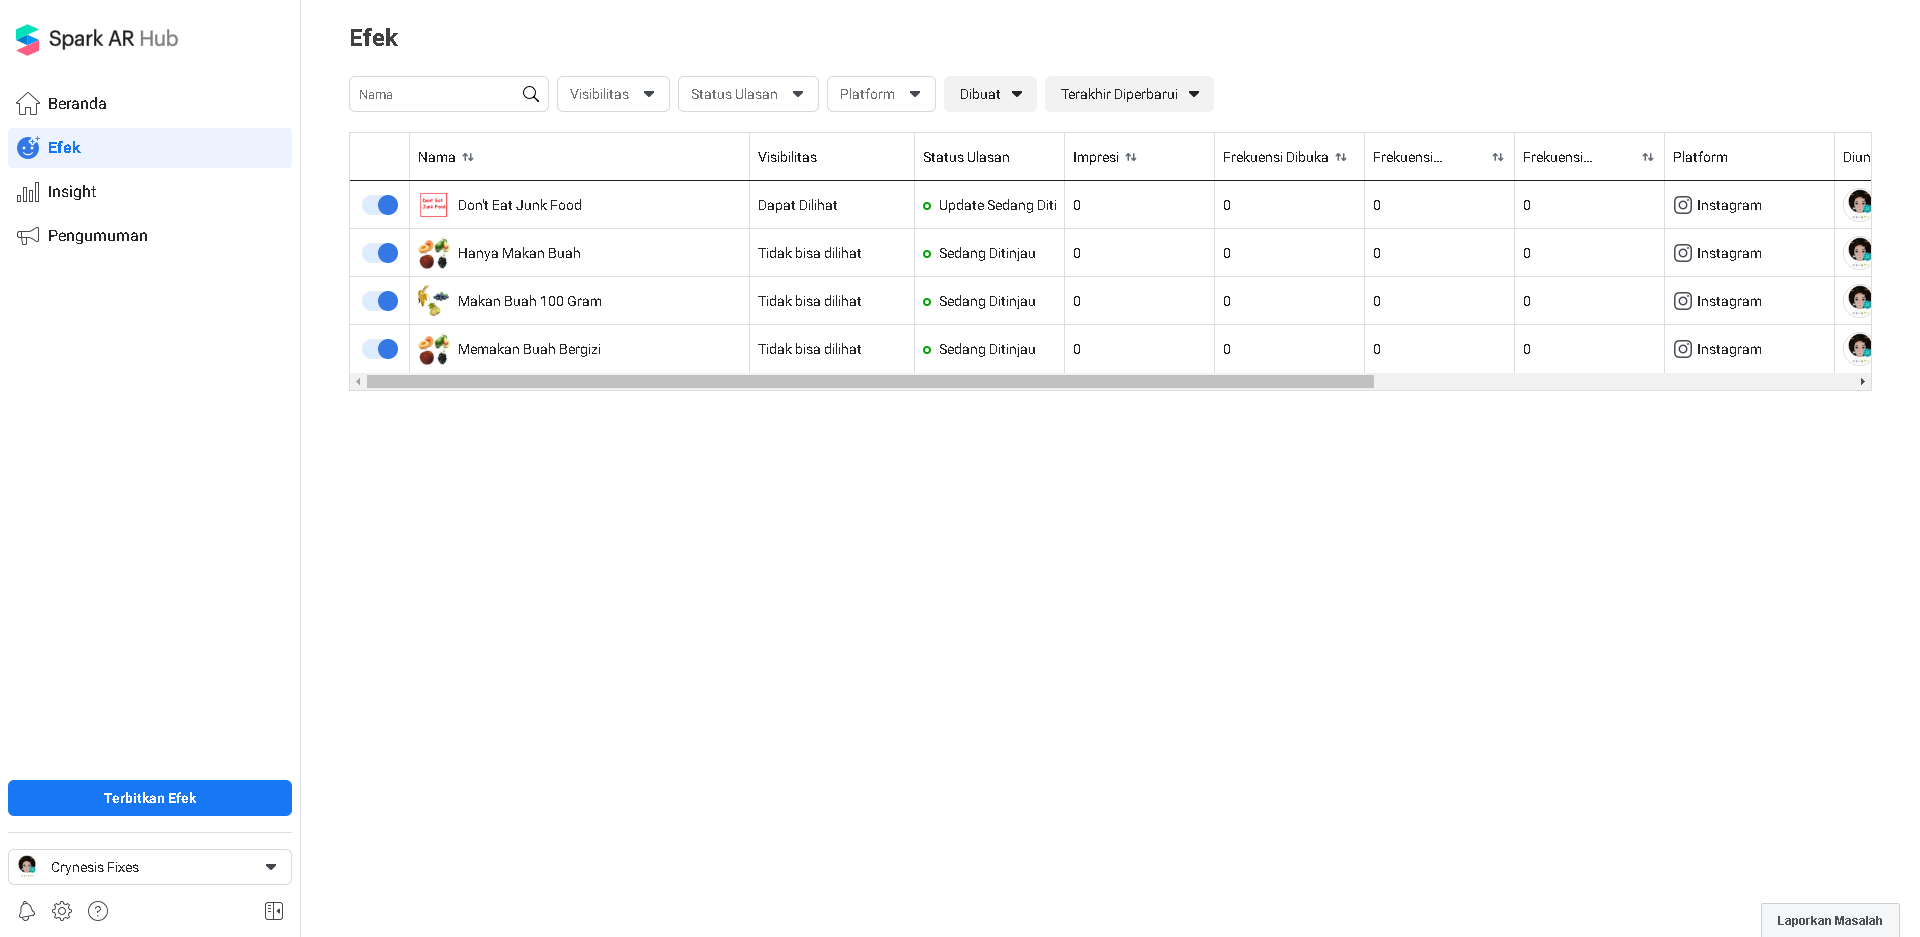 Spark AR Hub
Beranda
Efek
Insight
Pengumuman
Terbitkan Efek
Crynesis Fixes
Efek
Nama
Visibilitas
Status Ulasan
Platform
Dibuat
Terakhir Diperbarui
Nama Visibilitas Status Ulasan Impresi Frekuensi Dibuka Frekuensi... Frekuensi... Platform Diun
Don't Eat Junk Food Dapat Dilihat Update Sedang Diti 0 0 0 0 Instagram
Hanya Makan Buah Tidak bisa dilihat Sedang Ditinjau 0 0 0 0 Instagram
Makan Buah 100 Gram Tidak bisa dilihat Sedang Ditinjau 0 0 0 0 Instagram
Memakan Buah Bergizi Tidak bisa dilihat Sedang Ditinjau 0 0 0 0 Instagram
Dont Eat
Junk Food
Laporkan Masalah